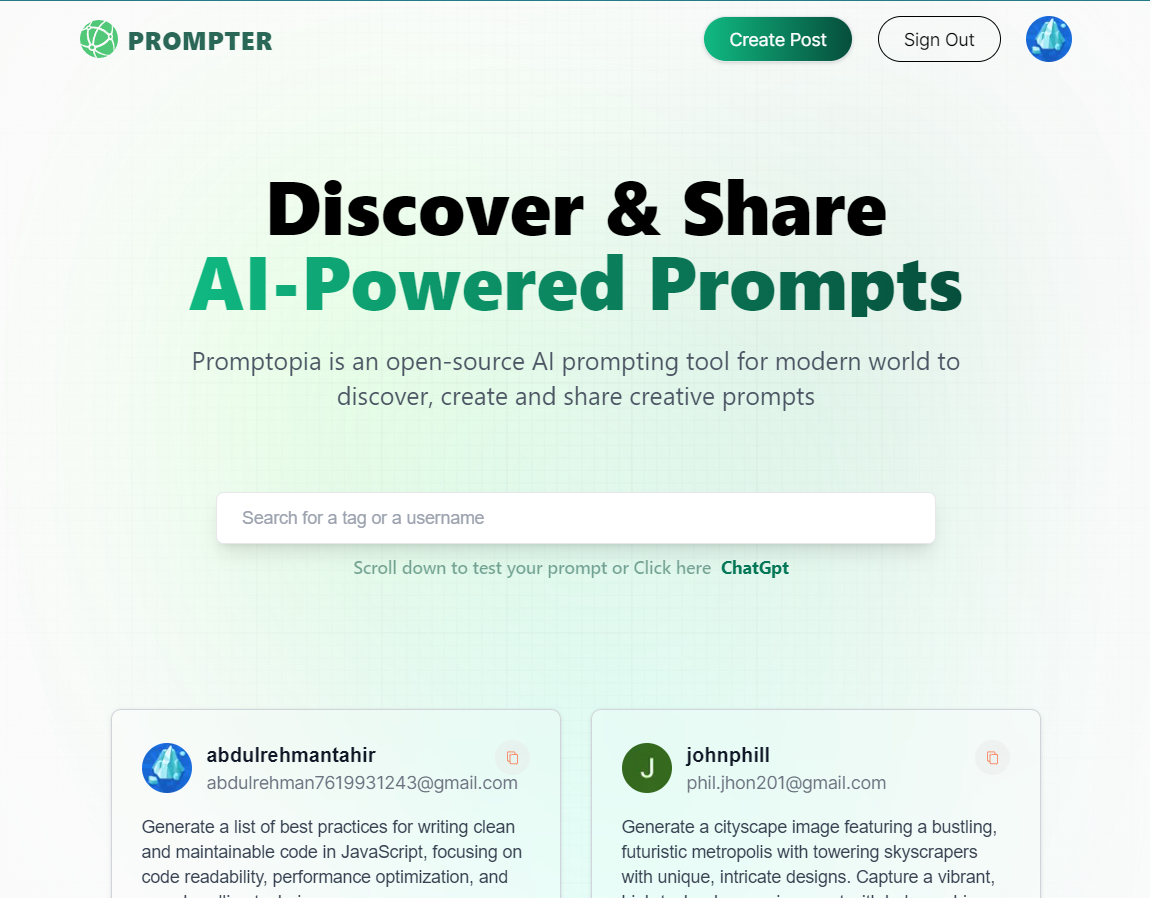 PROMPTER
Create Post
Sign Out
Discover & Share
AI-Powered Prompts
Promptopia is an open-source AI prompting tool for modern world to
discover, create and share creative prompts
Search for a tag or a username
Scroll down to test your prompt or Click here ChatGpt
abdulrehmantahir
abdulrehman7619931243@gmail.com
Generate a list of best practices for writing clean
and maintainable code in JavaScript, focusing on
code readability, performance optimization, and
J
johnphill
phil.jhon201@gmail.com
Generate a cityscape image featuring a bustling,
futuristic metropolis with towering skyscrapers
with unique, intricate designs. Capture a vibrant,